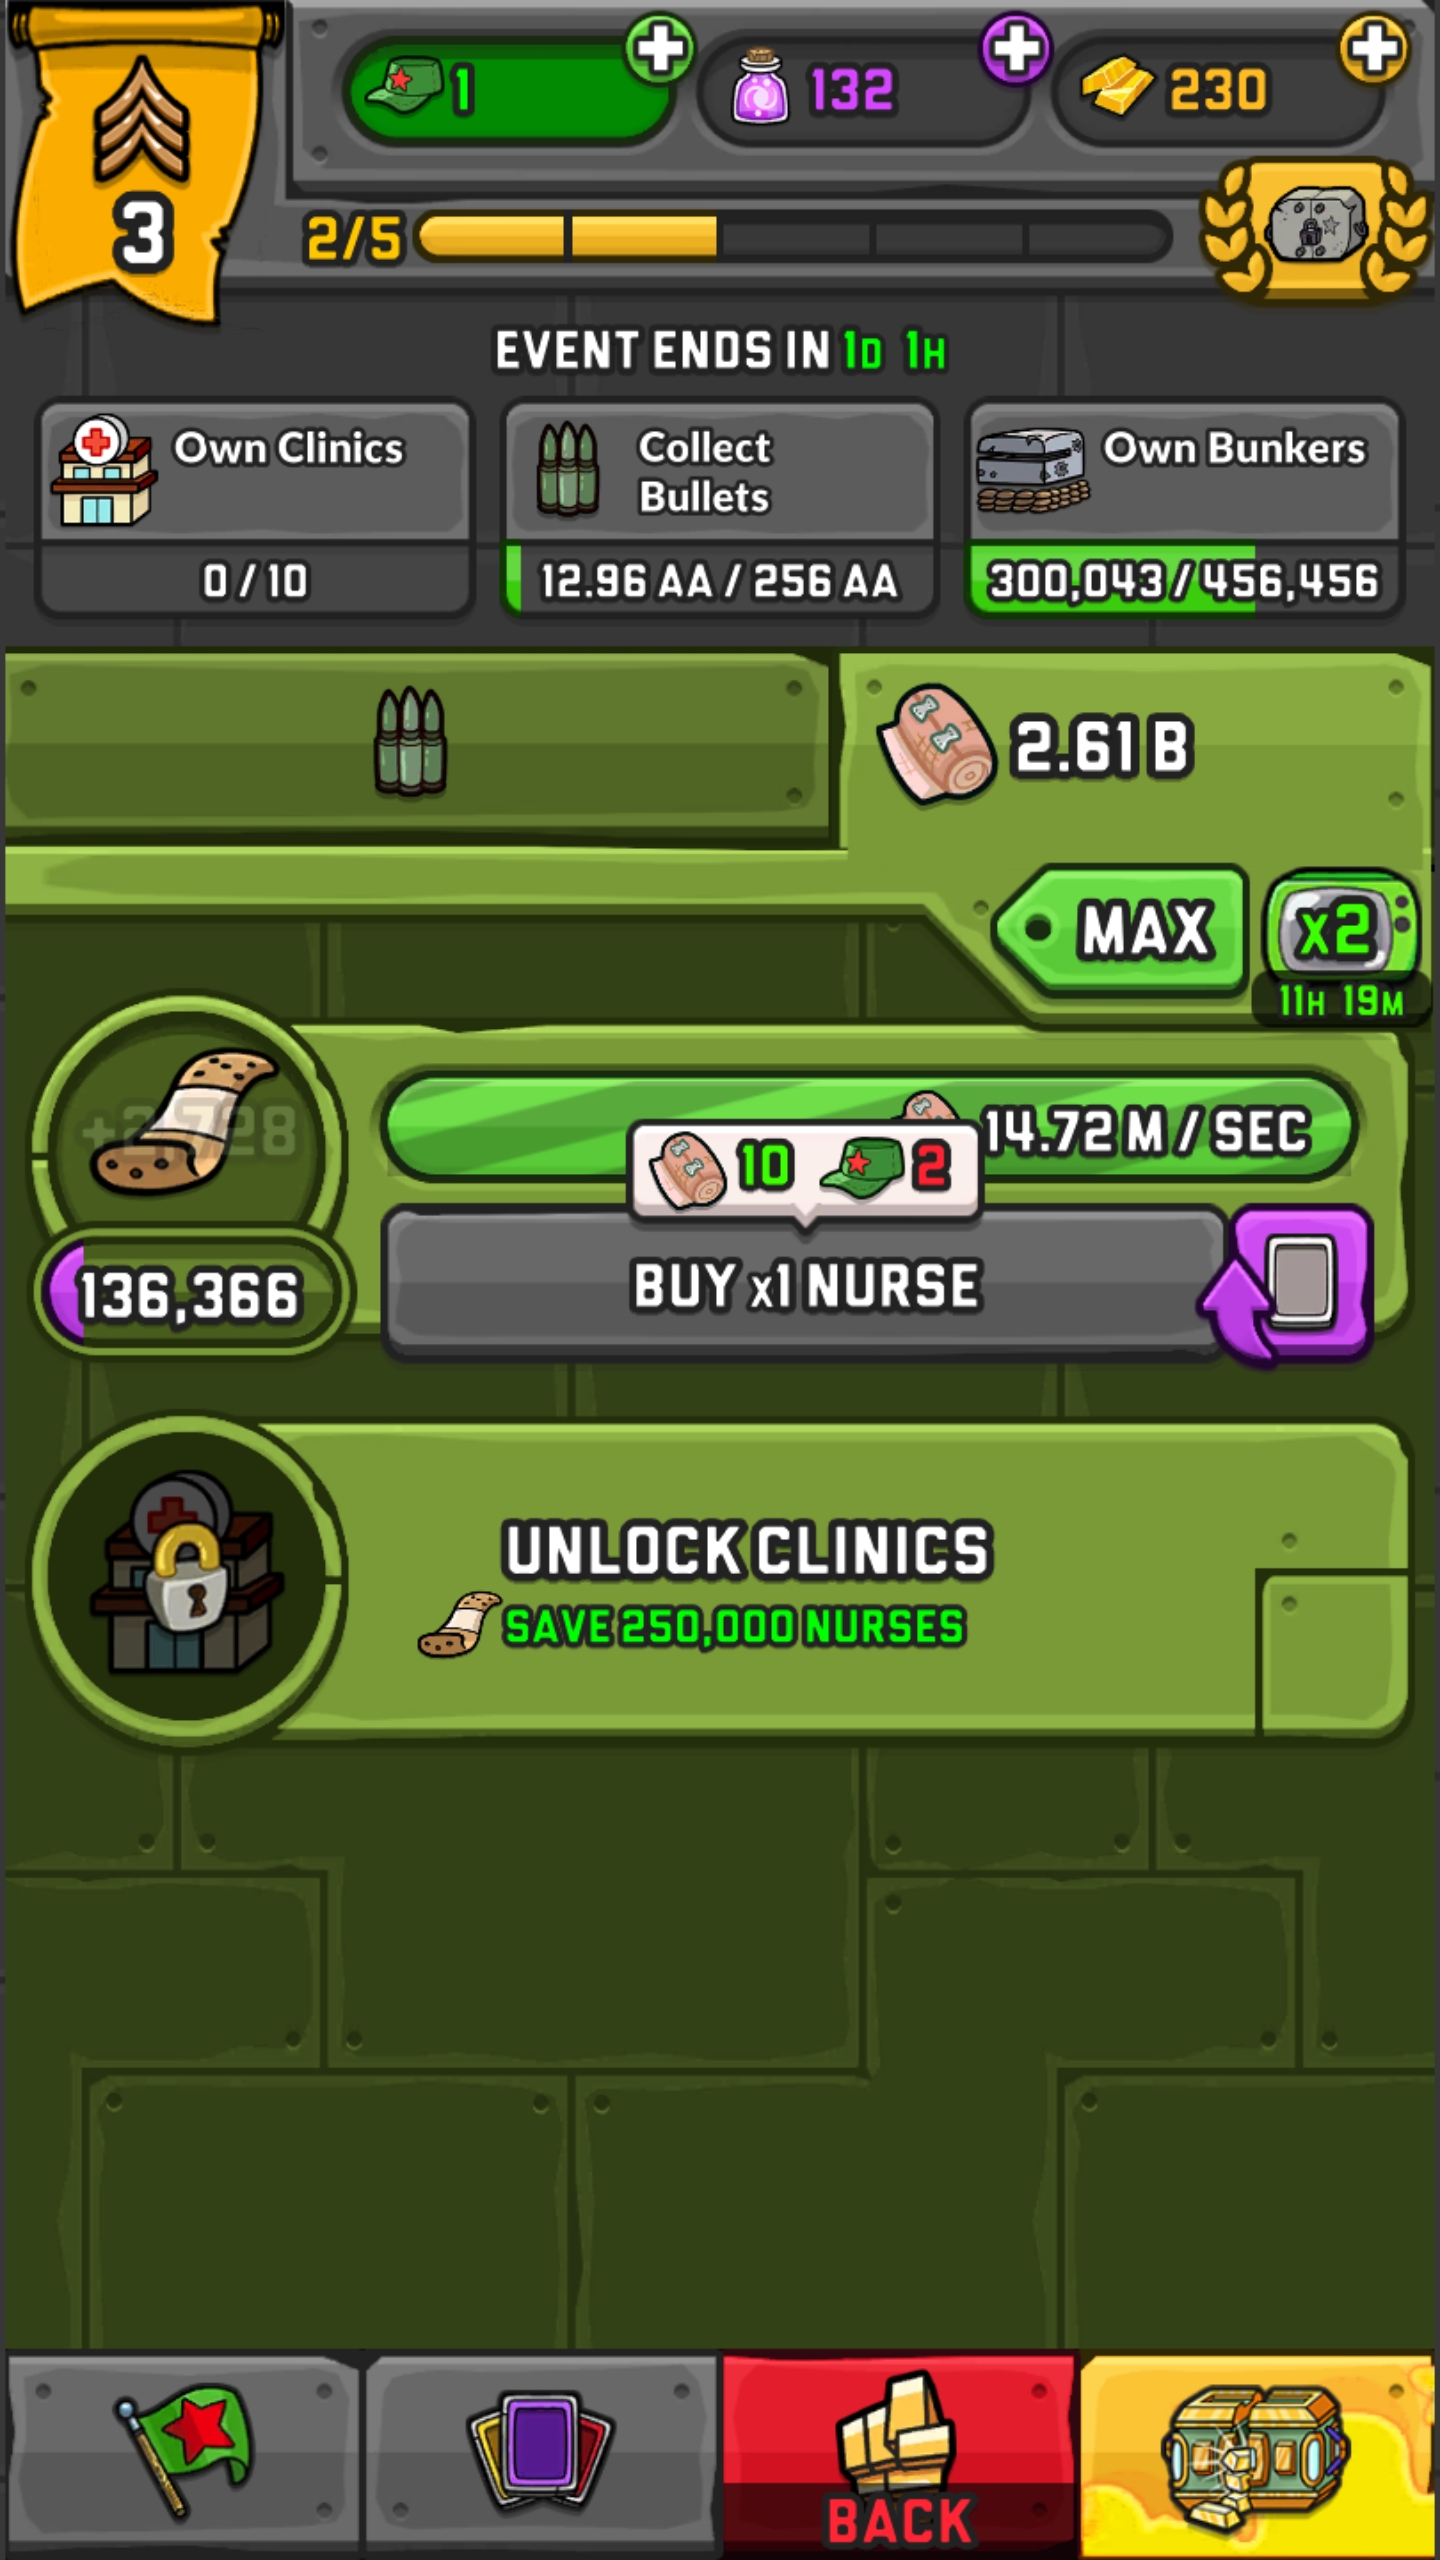 1
132
230
3
2/5
EVENT ENDS IN 1D 1H
Own Clinics
0 / 10
Collect
Bullets
12.96 AA / 256 AA
Own Bunkers
300,043 / 456,456
2.61 B
MAX
x2
11H 19M
14.72 M / SEC
10 2
136,366
BUY x1 NURSE
UNLOCK CLINICS
SAVE 250,000 NURSES
BACK